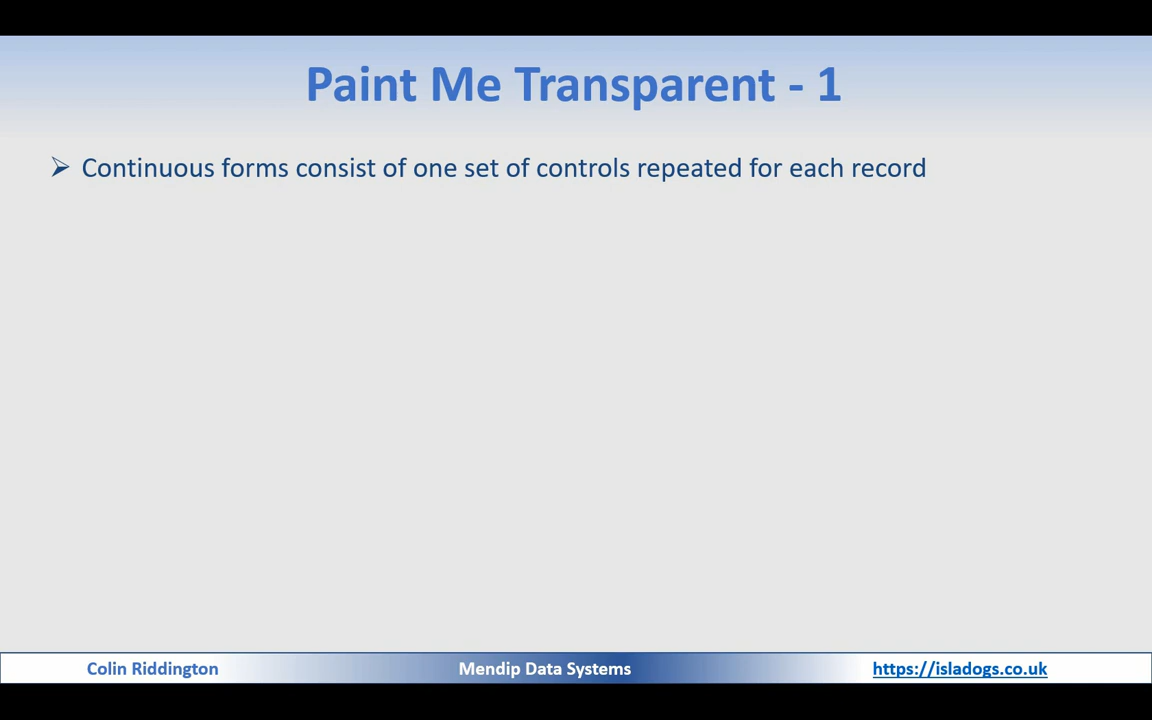 Paint Me Transparent - 1
Continuous forms consist of one set of controls repeated for each record
Colin Riddington
Mendip Data Systems
https://isladogs.co.uk